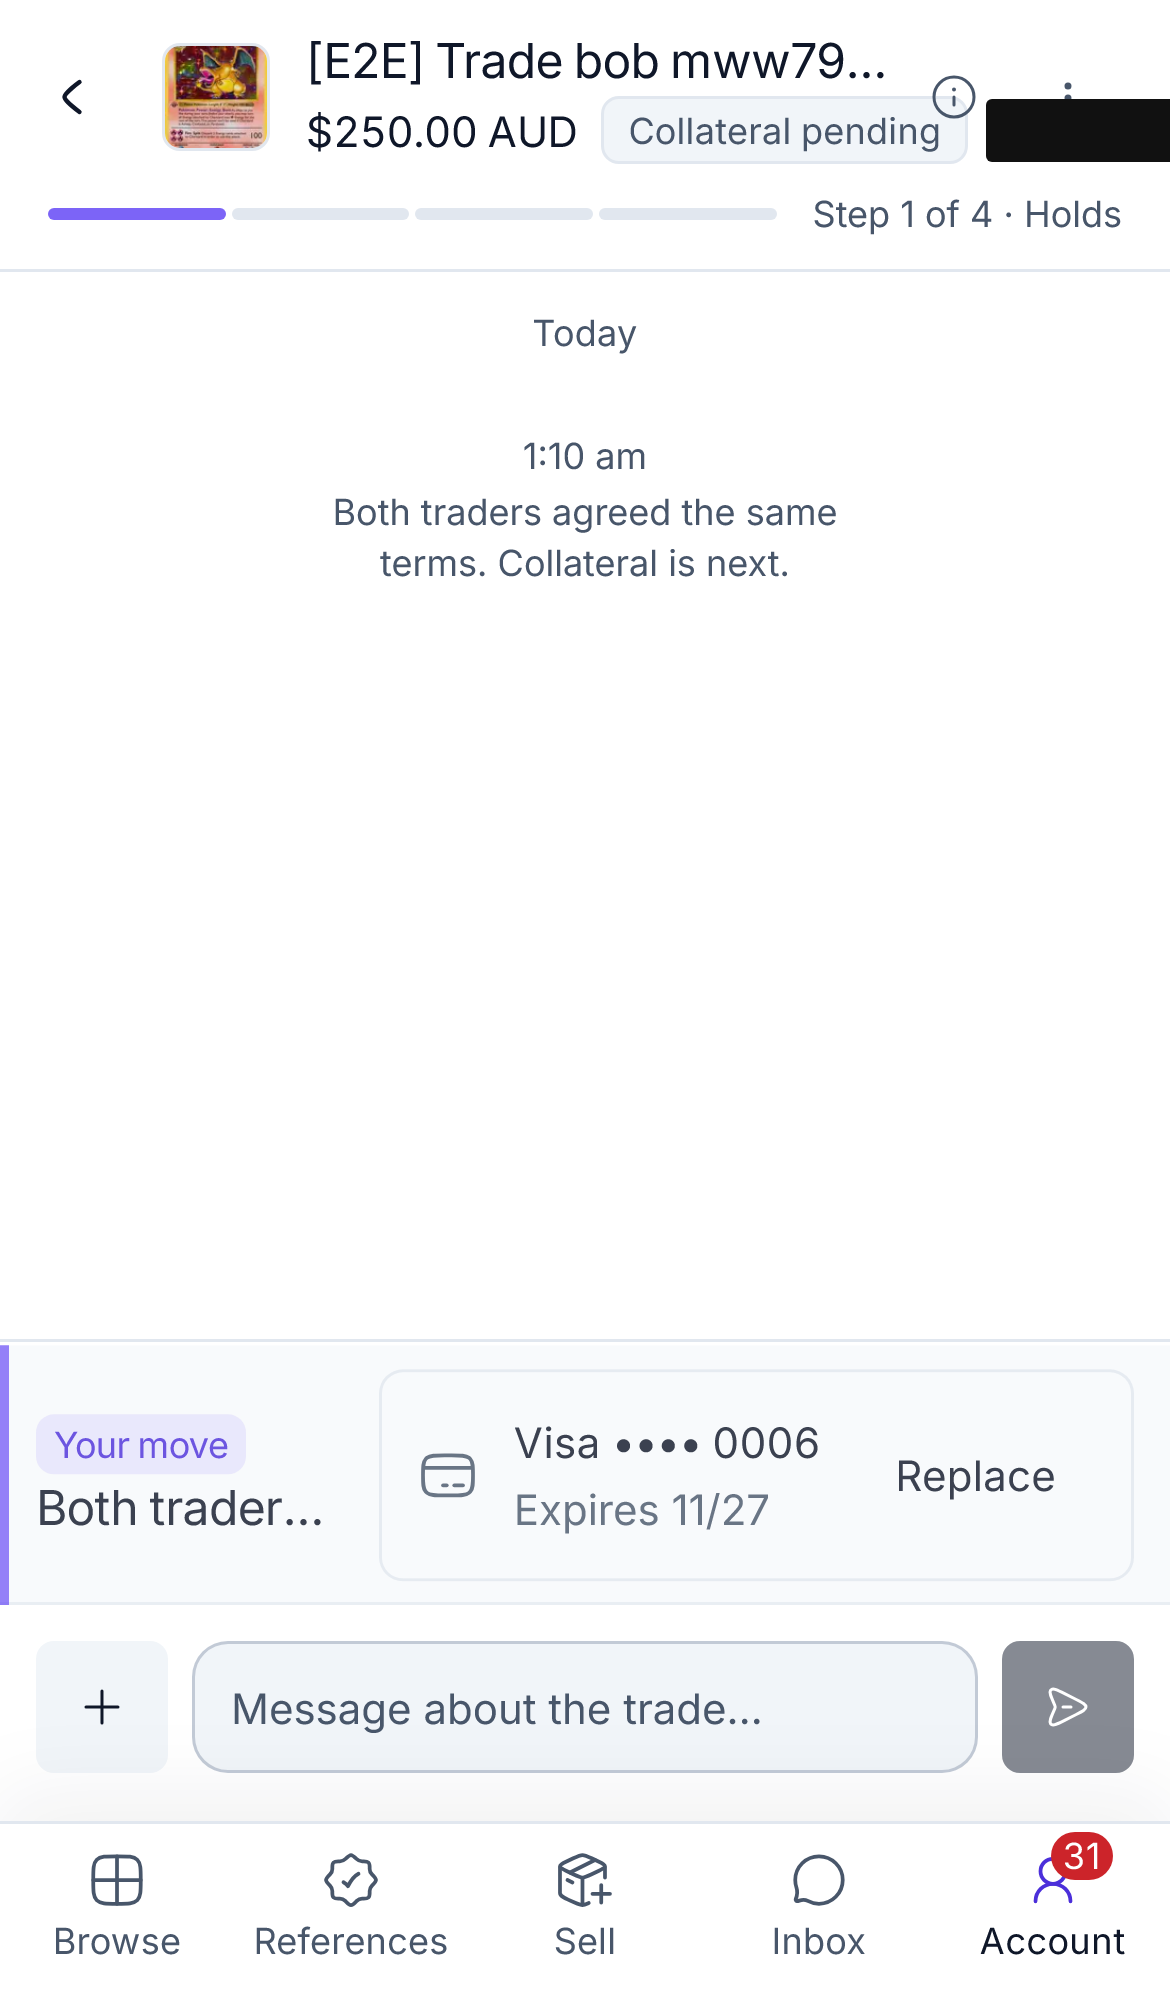 [E2E] Trade bob mww79...
$250.00 AUD
Collateral pending
Step 1 of 4 · Holds
Today
1:10 am
Both traders agreed the same
terms. Collateral is next.
Your move
Both trader...
Visa •••• 0006
Expires 11/27
Replace
Message about the trade...
31
Browse
References
Sell
Inbox
Account